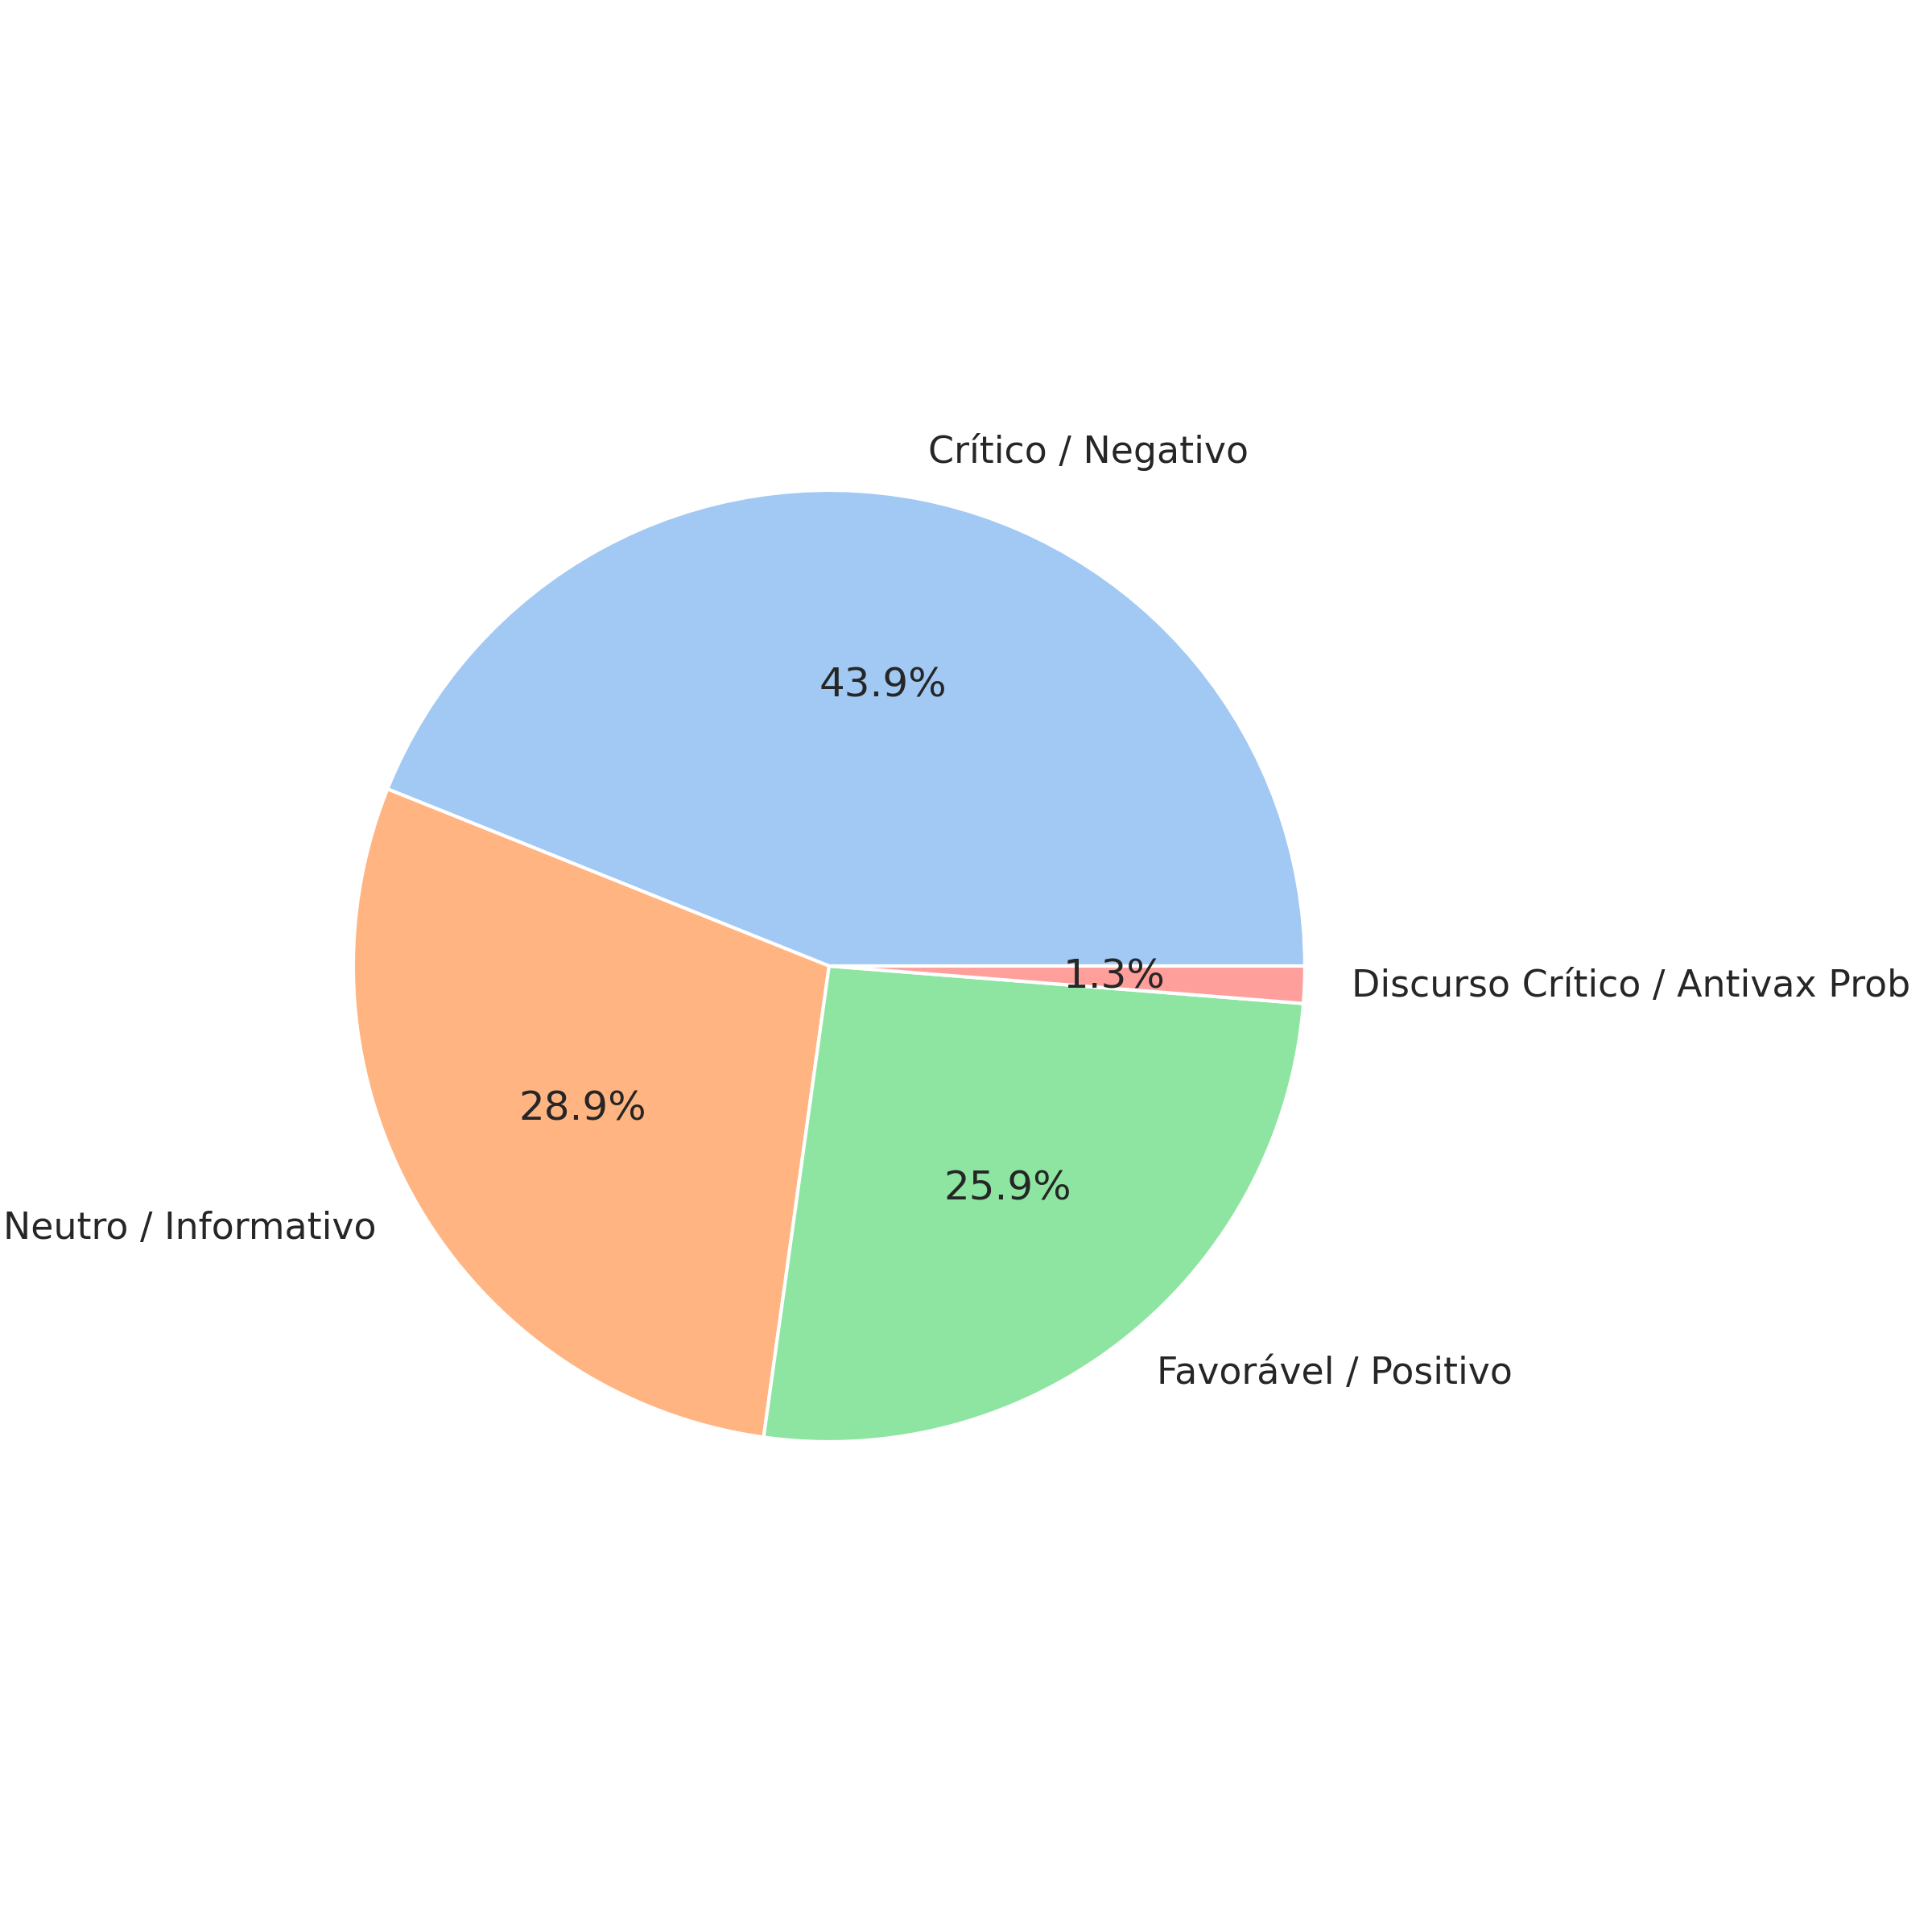 Crítico / Negativo
43.9%
1.3%
Discurso Crítico / Antivax Prob
28.9%
25.9%
Neutro / Informativo
Favorável / Positivo